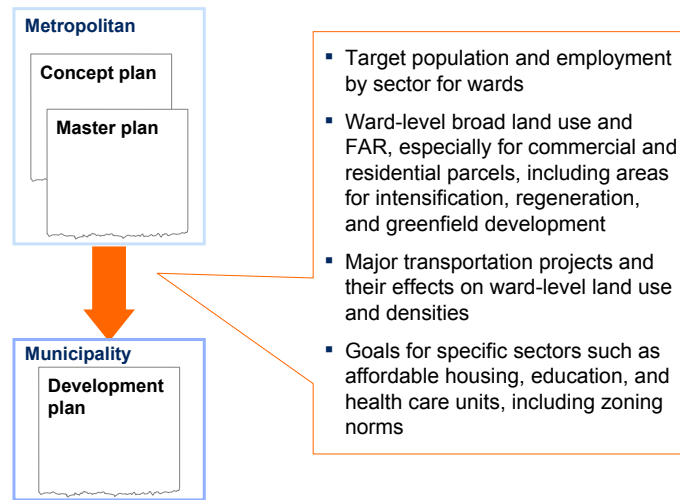 Metropolitan
Concept plan
Master plan
Municipality
Development
plan
▪ Target population and employment
by sector for wards
▪ Ward-level broad land use and
FAR, especially for commercial and
residential parcels, including areas
for intensification, regeneration,
and greenfield development
▪ Major transportation projects and
their effects on ward-level land use
and densities
▪ Goals for specific sectors such as
affordable housing, education, and
health care units, including zoning
norms